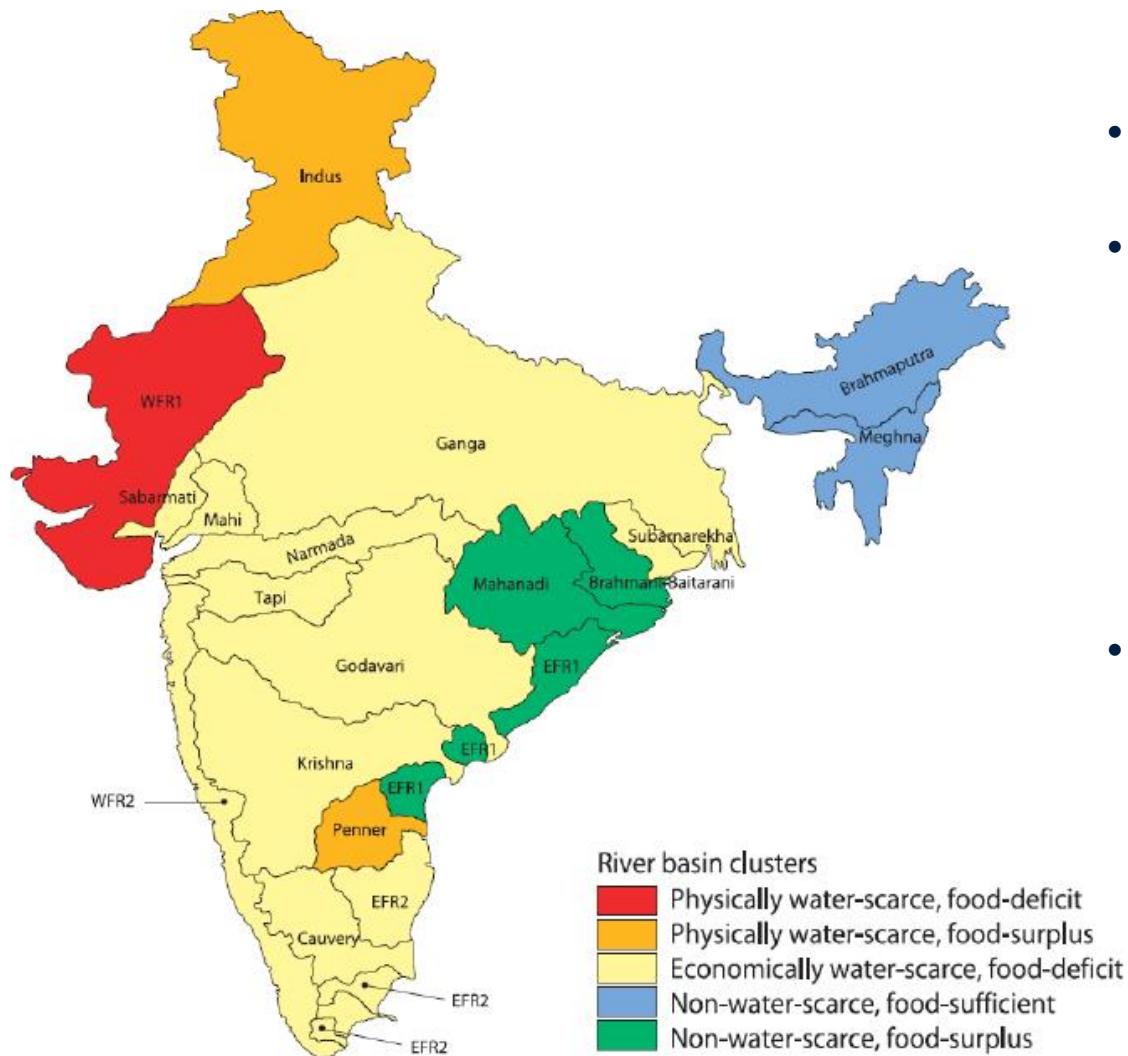 Indus
WFR1
Ganga
Brahmaputra
Meghna
Sabarmati
Mahi
Subarnarekha
Narmada
Mahanadi
Brahmani-Baitarani
Tapi
Godavari
EFR1
EFR1
Krishna
EFR1
WFR2
Penner
EFR2
Cauvery
EFR2
EFR2
River basin clusters
Physically water-scarce, food-deficit
Physically water-scarce, food-surplus
Economically water-scarce, food-deficit
Non-water-scarce, food-sufficient
Non-water-scarce, food-surplus